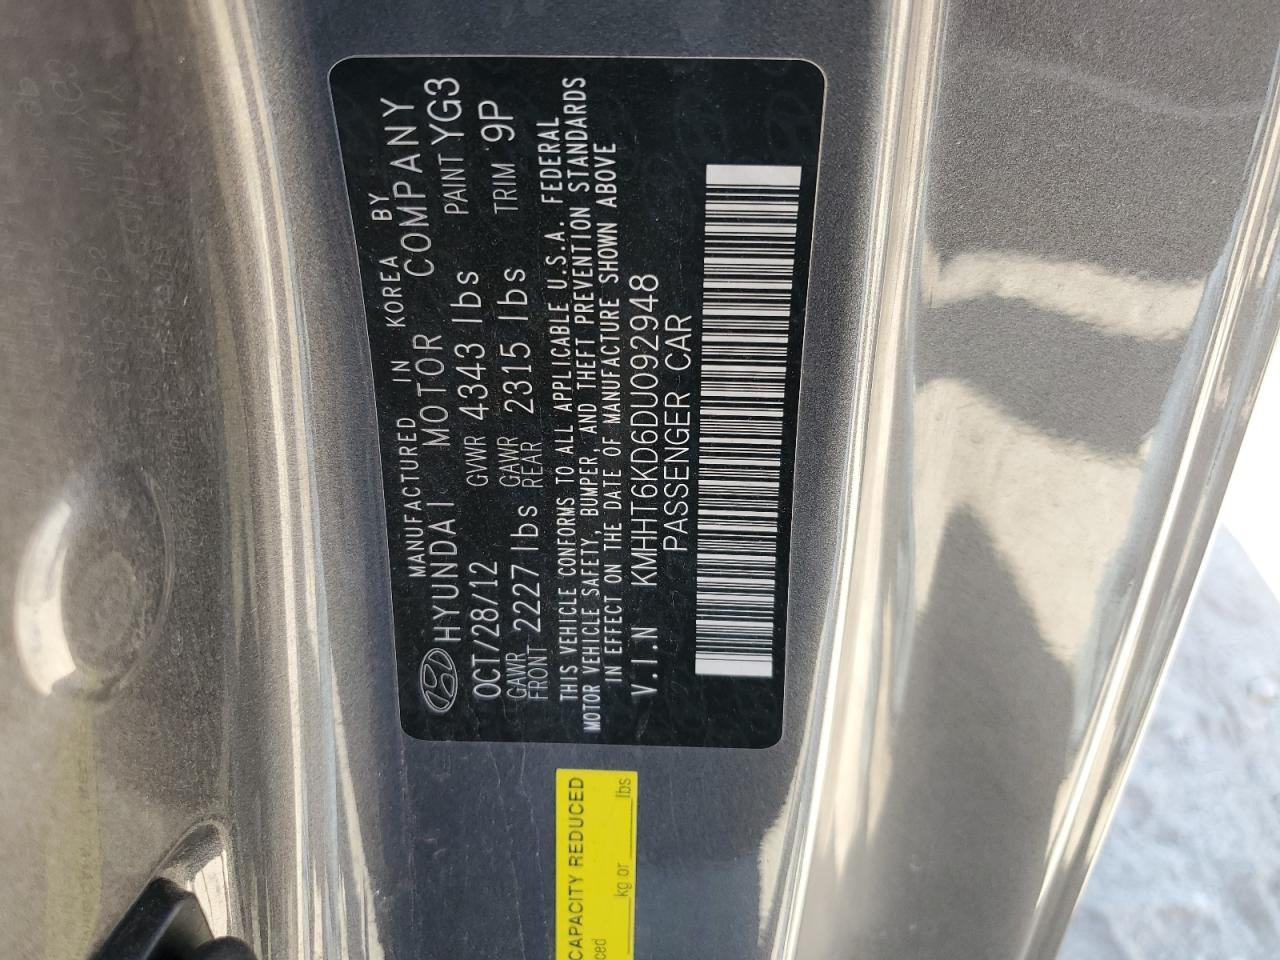 MANUFACTURED IN KOREA BY
HYUNDAI MOTOR COMPANY
OCT/28/12 GVWR 4343 lbs PAINT YG3
GAWR FRONT 2227 lbs GAWR REAR 2315 lbs TRIM 9P
THIS VEHICLE CONFORMS TO ALL APPLICABLE U.S.A. FEDERAL
MOTOR VEHICLE SAFETY, BUMPER, AND THEFT PREVENTION STANDARDS
IN EFFECT ON THE DATE OF MANUFACTURE SHOWN ABOVE
V.I.N KMHHT6KD6DU092948
PASSENGER CAR
CAPACITY REDUCED
kg or lbs